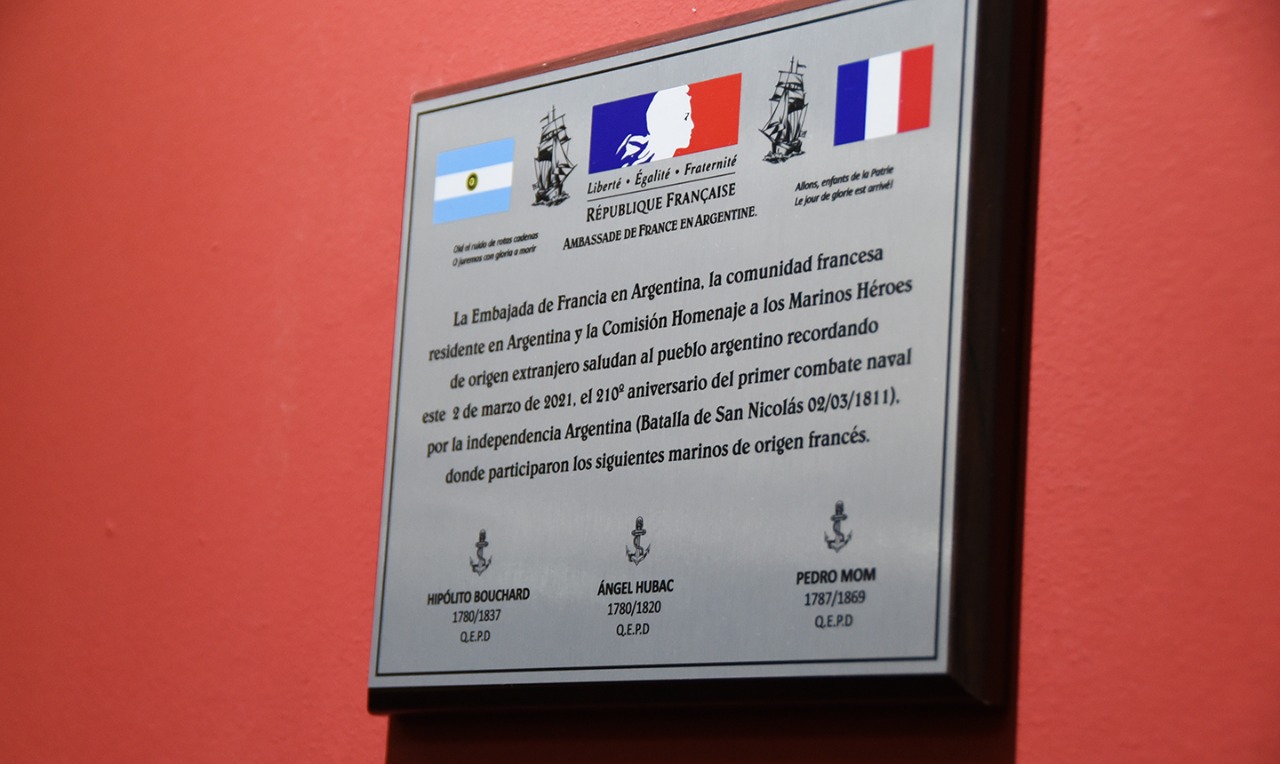 Oíd el ruido de rotas cadenas
O juremos con gloria a morir
Liberté • Égalité • Fraternité
RÉPUBLIQUE FRANÇAISE
AMBASSADE DE FRANCE EN ARGENTINE.
Allons, enfants de la Patrie
Le jour de glorie est arrivé!
La Embajada de Francia en Argentina, la comunidad francesa
residente en Argentina y la Comisión Homenaje a los Marinos Héroes
de origen extranjero saludan al pueblo argentino recordando
este 2 de marzo de 2021, el 210º aniversario del primer combate naval
por la independencia Argentina (Batalla de San Nicolás 02/03/1811),
donde participaron los siguientes marinos de origen francés.
HIPÓLITO BOUCHARD
1780/1837
Q.E.P.D
ÁNGEL HUBAC
1780/1820
Q.E.P.D
PEDRO MOM
1787/1869
Q.E.P.D